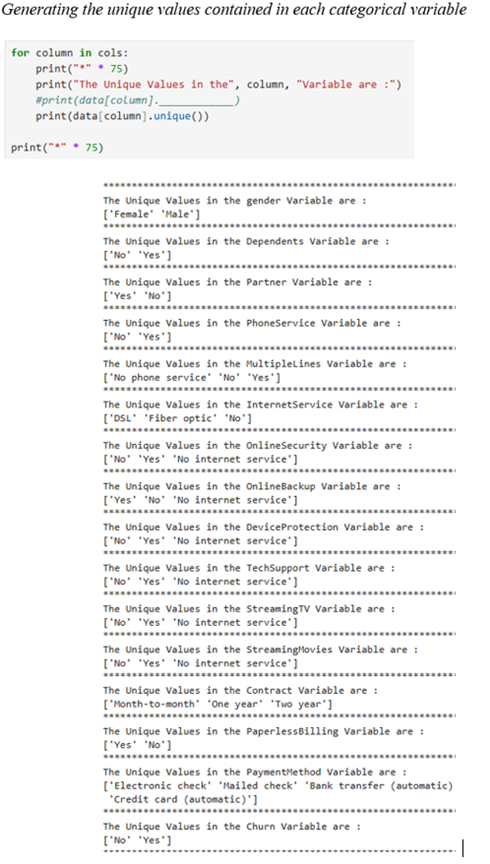 Generating the unique values contained in each categorical variable
for column in cols:
print("*" * 75)
print("The Unique Values in the", column, "Variable are :")
#print(data[column].____________)
print(data[column].unique())
print("*" * 75)
***************************************************************************
The Unique Values in the gender Variable are :
['Female' 'Male']
***************************************************************************
The Unique Values in the Dependents Variable are :
['No' 'Yes']
***************************************************************************
The Unique Values in the Partner Variable are :
['Yes' 'No']
***************************************************************************
The Unique Values in the PhoneService Variable are :
['No' 'Yes']
***************************************************************************
The Unique Values in the MultipleLines Variable are :
['No phone service' 'No' 'Yes']
***************************************************************************
The Unique Values in the InternetService Variable are :
['DSL' 'Fiber optic' 'No']
***************************************************************************
The Unique Values in the OnlineSecurity Variable are :
['No' 'Yes' 'No internet service']
***************************************************************************
The Unique Values in the OnlineBackup Variable are :
['Yes' 'No' 'No internet service']
***************************************************************************
The Unique Values in the DeviceProtection Variable are :
['No' 'Yes' 'No internet service']
***************************************************************************
The Unique Values in the TechSupport Variable are :
['No' 'Yes' 'No internet service']
***************************************************************************
The Unique Values in the StreamingTV Variable are :
['No' 'Yes' 'No internet service']
***************************************************************************
The Unique Values in the StreamingMovies Variable are :
['No' 'Yes' 'No internet service']
***************************************************************************
The Unique Values in the Contract Variable are :
['Month-to-month' 'One year' 'Two year']
***************************************************************************
The Unique Values in the PaperlessBilling Variable are :
['Yes' 'No']
***************************************************************************
The Unique Values in the PaymentMethod Variable are :
['Electronic check' 'Mailed check' 'Bank transfer (automatic)'
'Credit card (automatic)']
***************************************************************************
The Unique Values in the Churn Variable are :
['No' 'Yes']
***************************************************************************